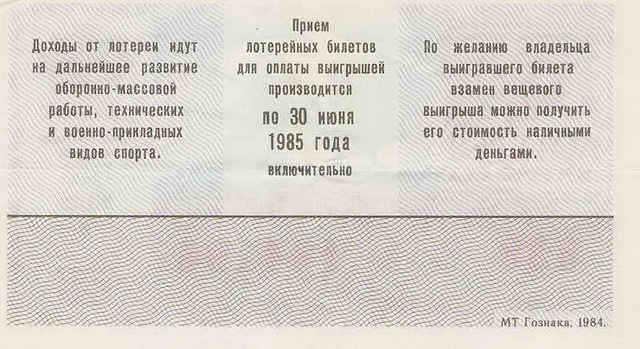 Доходы от лотереи идут
на дальнейшее развитие
оборонно-массовой
работы, технических
и военно-прикладных
видов спорта.
Прием
лотерейных билетов
для оплаты выигрышей
производится
по 30 июня
1985 года
включительно
По желанию владельца
выигравшего билета
взамен вещевого
выигрыша можно получить
его стоимость наличными
деньгами.
МТ Гознака. 1984.